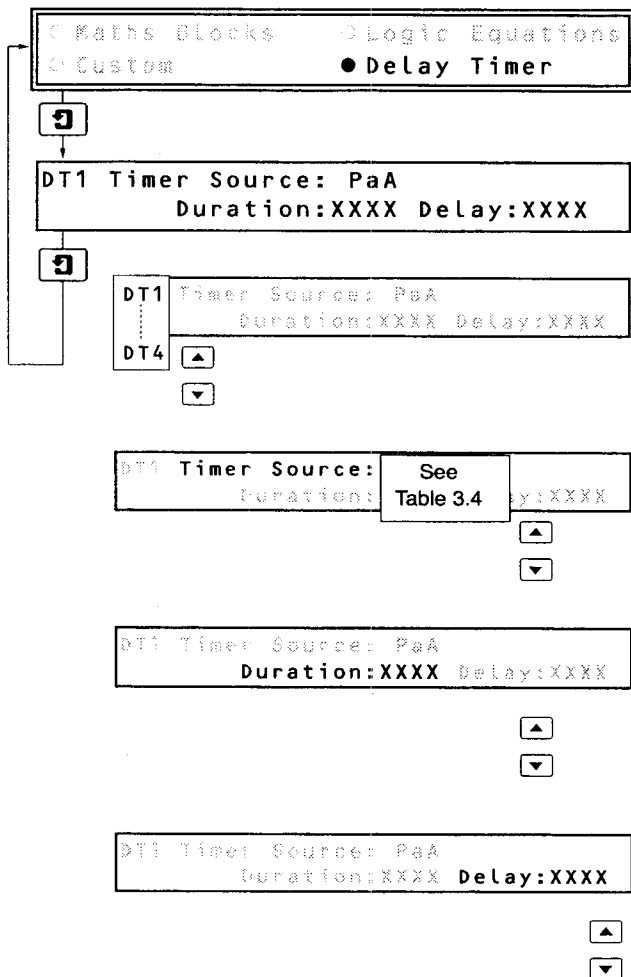 ○ Maths Blocks ○ Logic Equations
○ Custom ● Delay Timer
DT1 Timer Source: PaA
Duration:XXXX Delay:XXXX
DT1 Timer Source: PaA
Duration:XXXX Delay:XXXX
DT4
DT1 Timer Source: See
Duration: Table 3.4 ay:XXXX
DT1 Timer Source: PaA
Duration:XXXX Delay:XXXX
DT1 Timer Source: PaA
Duration:XXXX Delay:XXXX